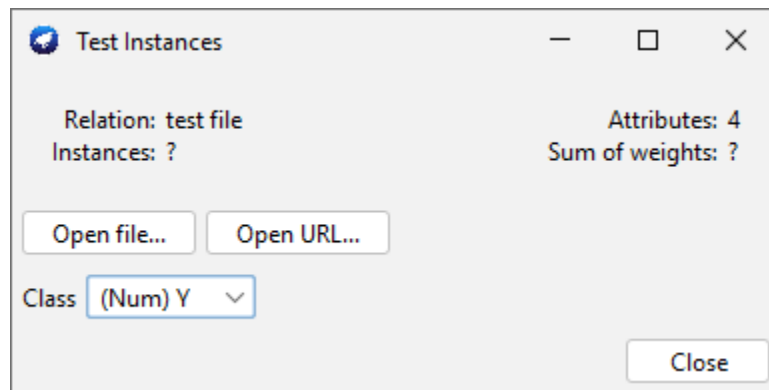 Test Instances
Relation: test file
Attributes: 4
Instances: ?
Sum of weights: ?
Open file...
Open URL...
Class (Num) Y
Close